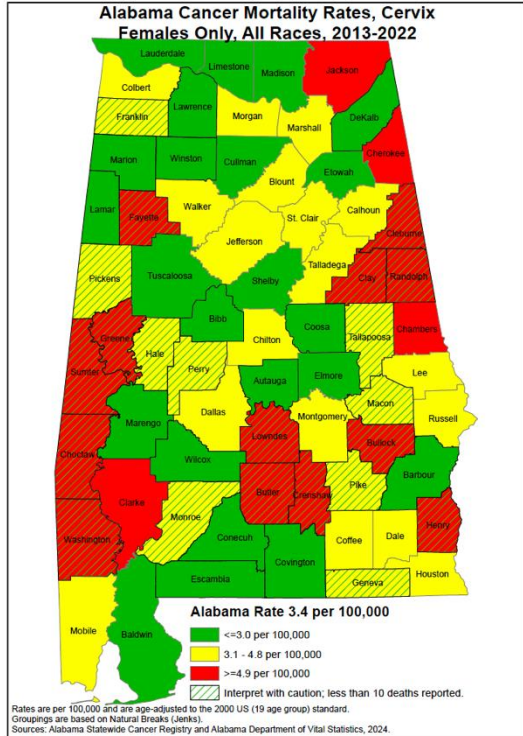 Alabama Cancer Mortality Rates, Cervix
Females Only, All Races, 2013-2022
Lauderdale
Limestone
Madison
Jackson
Colbert
Lawrence
Franklin
Morgan
Marshall
DeKalb
Cherokee
Marion
Winston
Cullman
Etowah
Blount
Lamar
Fayette
Walker
St. Clair
Calhoun
Cleburne
Jefferson
Talladega
Pickens
Tuscaloosa
Shelby
Clay
Randolph
Bibb
Coosa
Tallapoosa
Chambers
Greene
Hale
Perry
Chilton
Sumter
Autauga
Elmore
Lee
Macon
Dallas
Montgomery
Russell
Marengo
Lowndes
Bullock
Choctaw
Wilcox
Barbour
Clarke
Butler
Crenshaw
Pike
Monroe
Washington
Conecuh
Coffee
Dale
Henry
Covington
Escambia
Geneva
Houston
Mobile
Baldwin
Alabama Rate 3.4 per 100,000
<=3.0 per 100,000
3.1 - 4.8 per 100,000
>=4.9 per 100,000
Interpret with caution; less than 10 deaths reported.
Rates are per 100,000 and are age-adjusted to the 2000 US (19 age group) standard.
Groupings are based on Natural Breaks (Jenks).
Sources: Alabama Statewide Cancer Registry and Alabama Department of Vital Statistics, 2024.